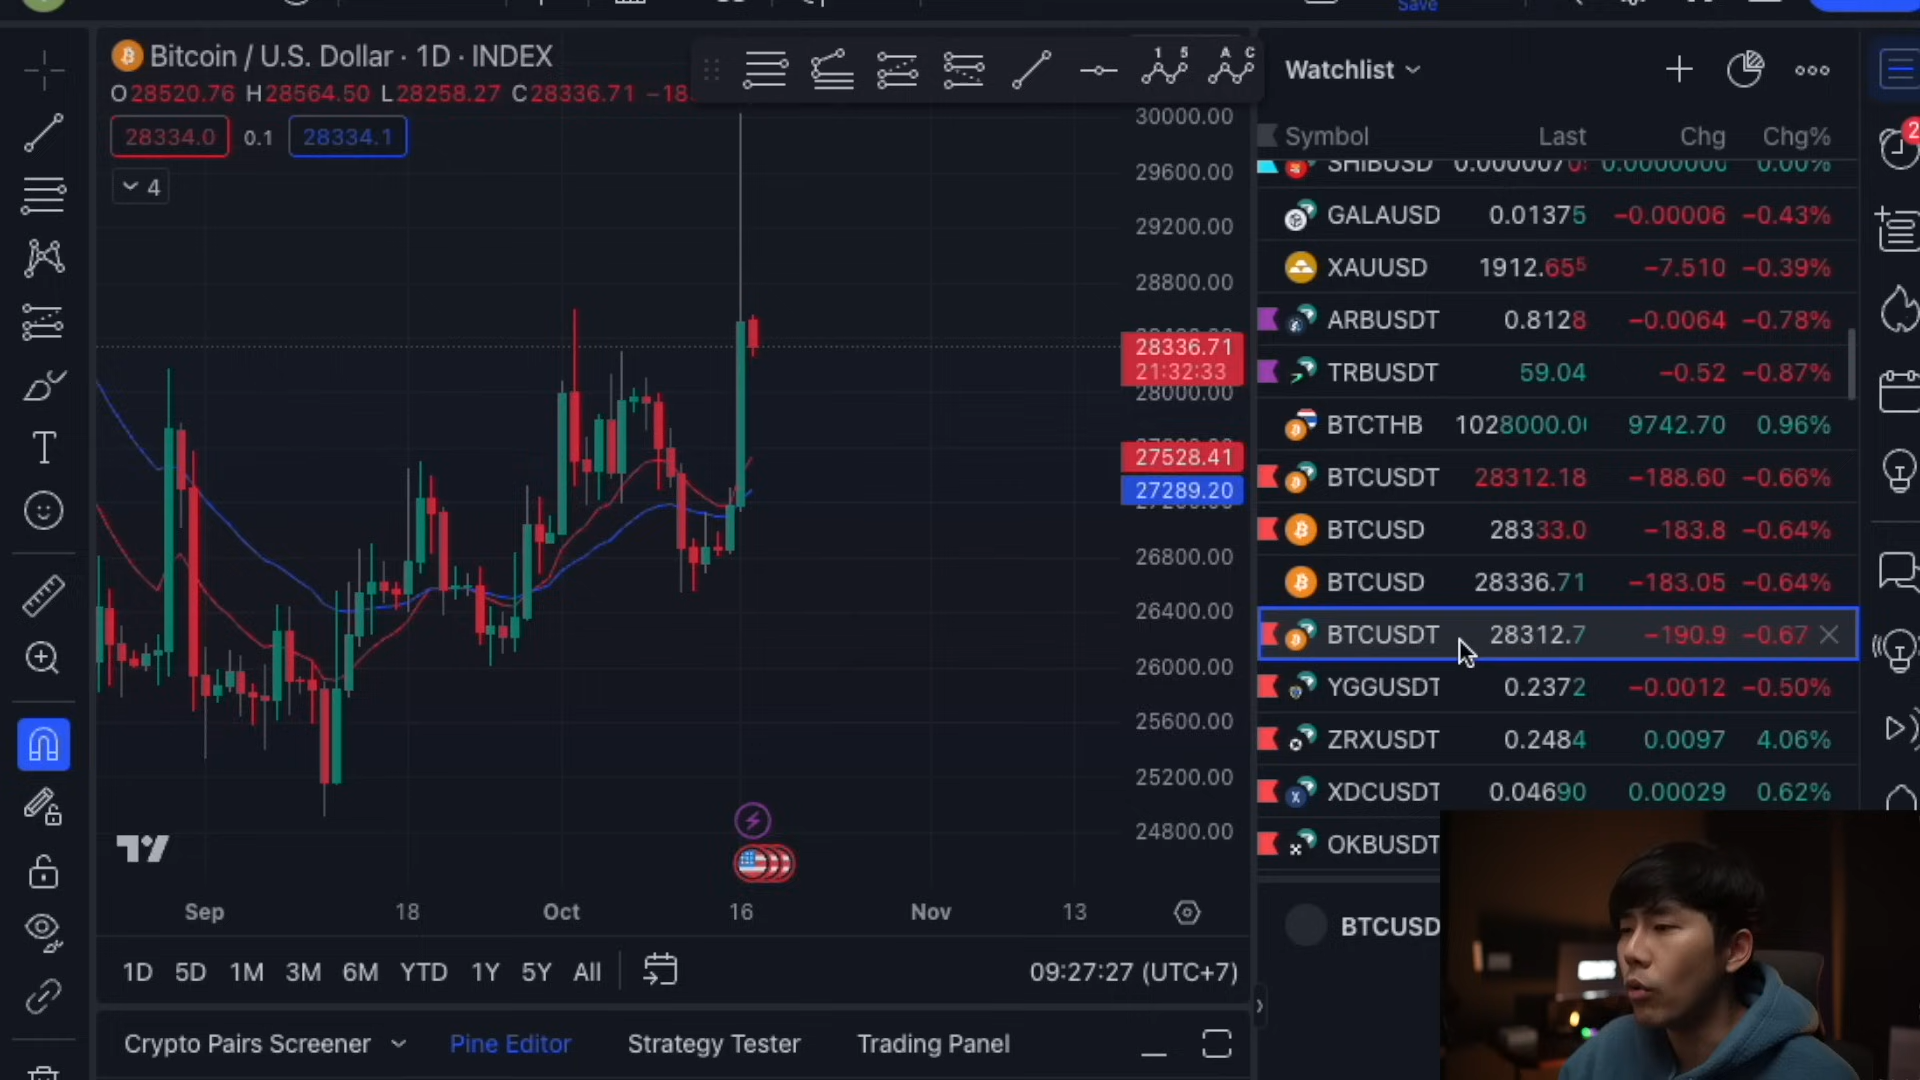 Save
Bitcoin / U.S. Dollar · 1D · INDEX
O28520.76 H28564.50 L28258.27 C28336.71
28334.0 0.1 28334.1
4
1 5
A C
30000.00
29600.00
29200.00
28800.00
28336.71
21:32:33
28000.00
27528.41
27289.20
26800.00
26400.00
26000.00
25600.00
25200.00
24800.00
Sep 18 Oct 16 Nov 13
1D 5D 1M 3M 6M YTD 1Y 5Y All
09:27:27 (UTC+7)
Crypto Pairs Screener Pine Editor Strategy Tester Trading Panel
Watchlist
Symbol Last Chg Chg%
SHIBUSD 0.00%
GALAUSD 0.01375 −0.00006 −0.43%
XAUUSD 1912.655 −7.510 −0.39%
ARBUSDT 0.8128 −0.0064 −0.78%
TRBUSDT 59.04 −0.52 −0.87%
BTCTHB 9742.70 0.96%
BTCUSDT 28312.18 −188.60 −0.66%
BTCUSD 28333.0 −183.8 −0.64%
BTCUSD 28336.71 −183.05 −0.64%
BTCUSDT 28312.7 −190.9 −0.67
YGGUSDT 0.2372 −0.0012 −0.50%
ZRXUSDT 0.2484 0.0097 4.06%
XDCUSDT 0.04690 0.00029 0.62%
OKBUSDT
BTCUSD
2